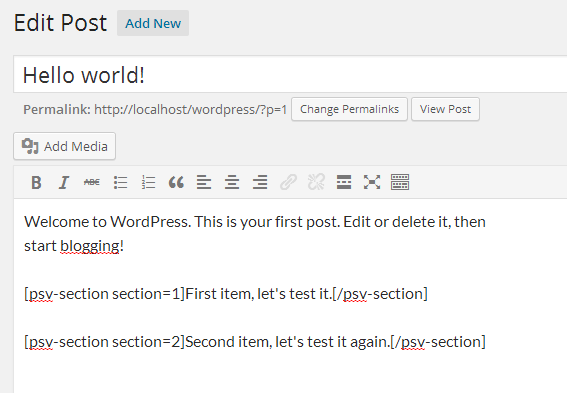 Edit Post Add New
Hello world!
Permalink: http://localhost/wordpress/?p=1 Change Permalinks View Post
Add Media
B I ABC
Welcome to WordPress. This is your first post. Edit or delete it, then
start blogging!
[psv-section section=1]First item, let's test it.[/psv-section]
[psv-section section=2]Second item, let's test it again.[/psv-section]